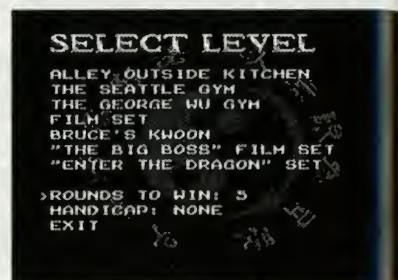 SELECT LEVEL
ALLEY OUTSIDE KITCHEN
THE SEATTLE GYM
THE GEORGE WU GYM
FILM SET
BRUCE'S KWOON
"THE BIG BOSS" FILM SET
"ENTER THE DRAGON" SET
>ROUNDS TO WIN: 5
HANDICAP: NONE
EXIT